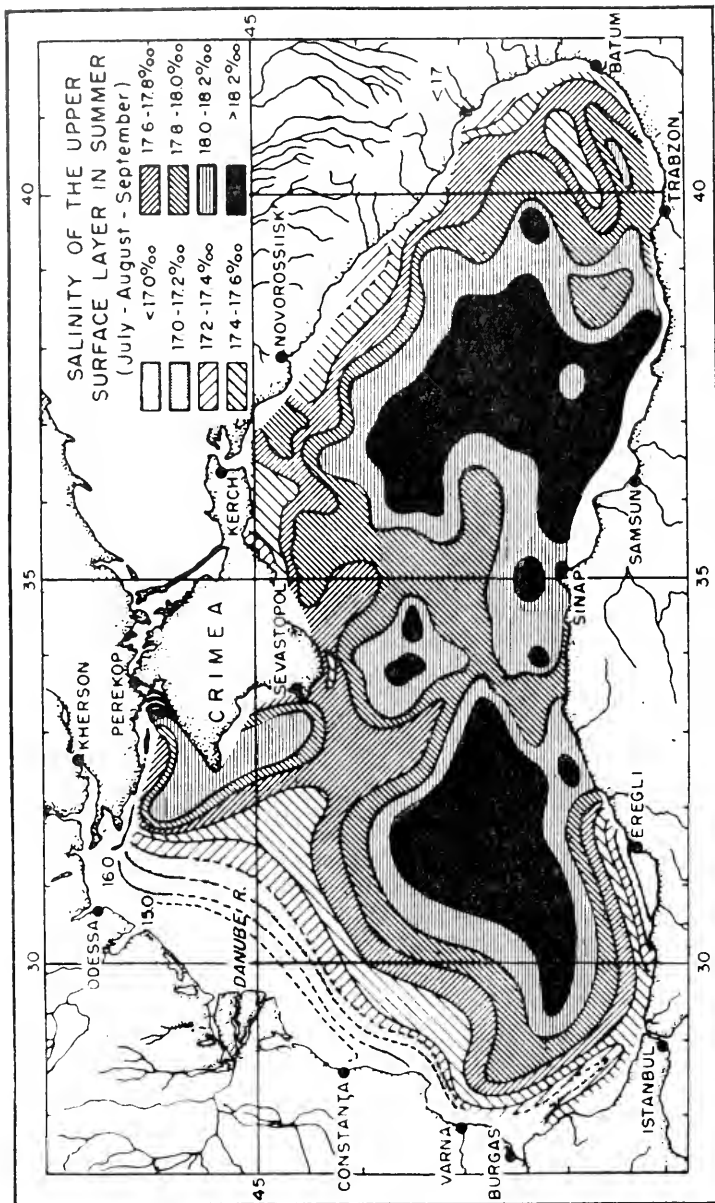 SALINITY OF THE UPPER
SURFACE LAYER IN SUMMER
(July - August - September)
<17.0‰
17.0-17.2‰
17.2-17.4‰
17.4-17.6‰
17.6-17.8‰
17.8-18.0‰
18.0-18.2‰
>18.2‰
45
40
35
30
45
40
35
30
KHERSON
PEREKOP
ODESSA
16.0
15.0
DANUBE R.
CRIMEA
SEVASTOPOL
KERCH
NOVOROSSIISK
<17
BATUM
TRABZON
SAMSUN
SINAP
EREGLI
ISTANBUL
BURGAS
VARNA
CONSTANTA